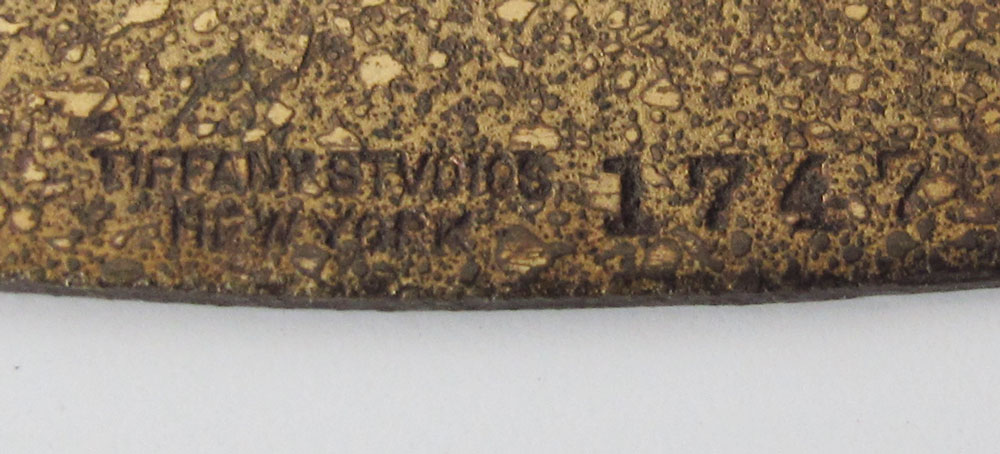 TIFFANY STVDIOS 1747
NEW YORK